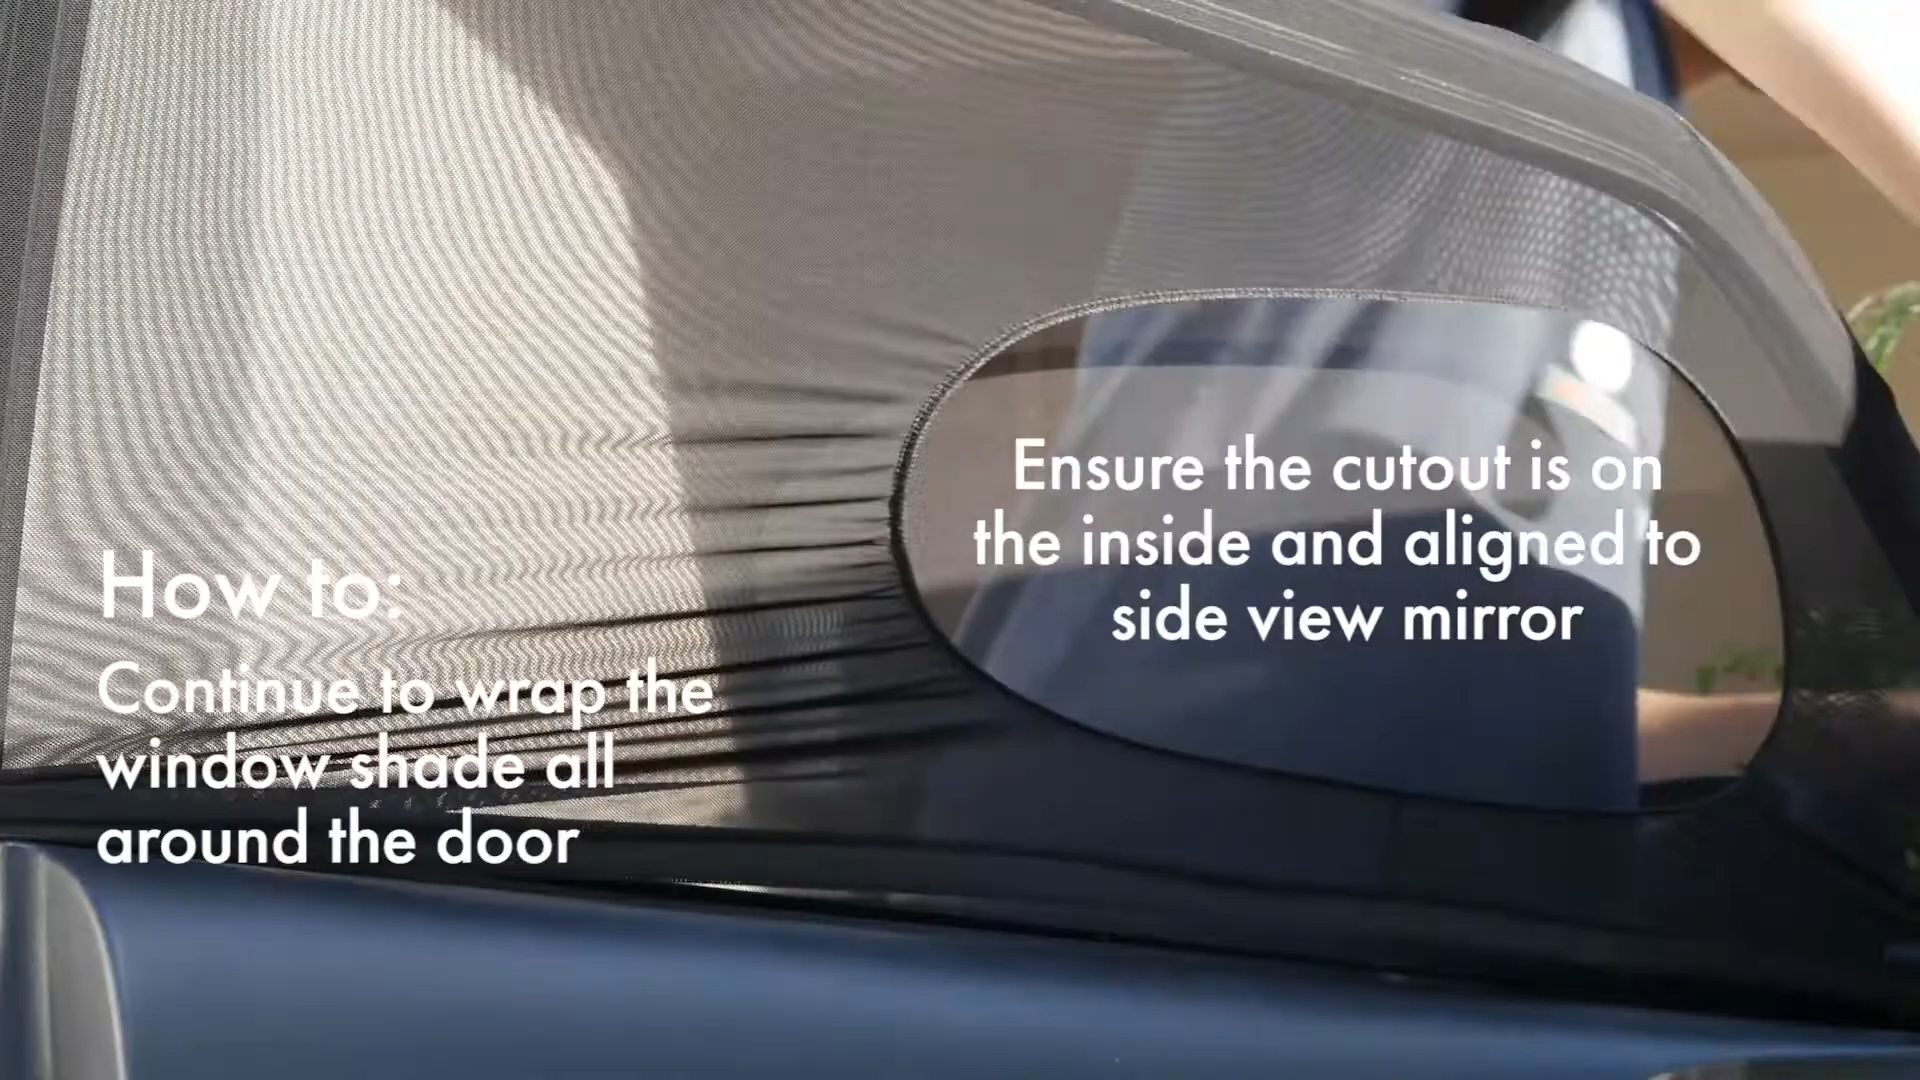 How to:
Continue to wrap the
window shade all
around the door
Ensure the cutout is on
the inside and aligned to
side view mirror